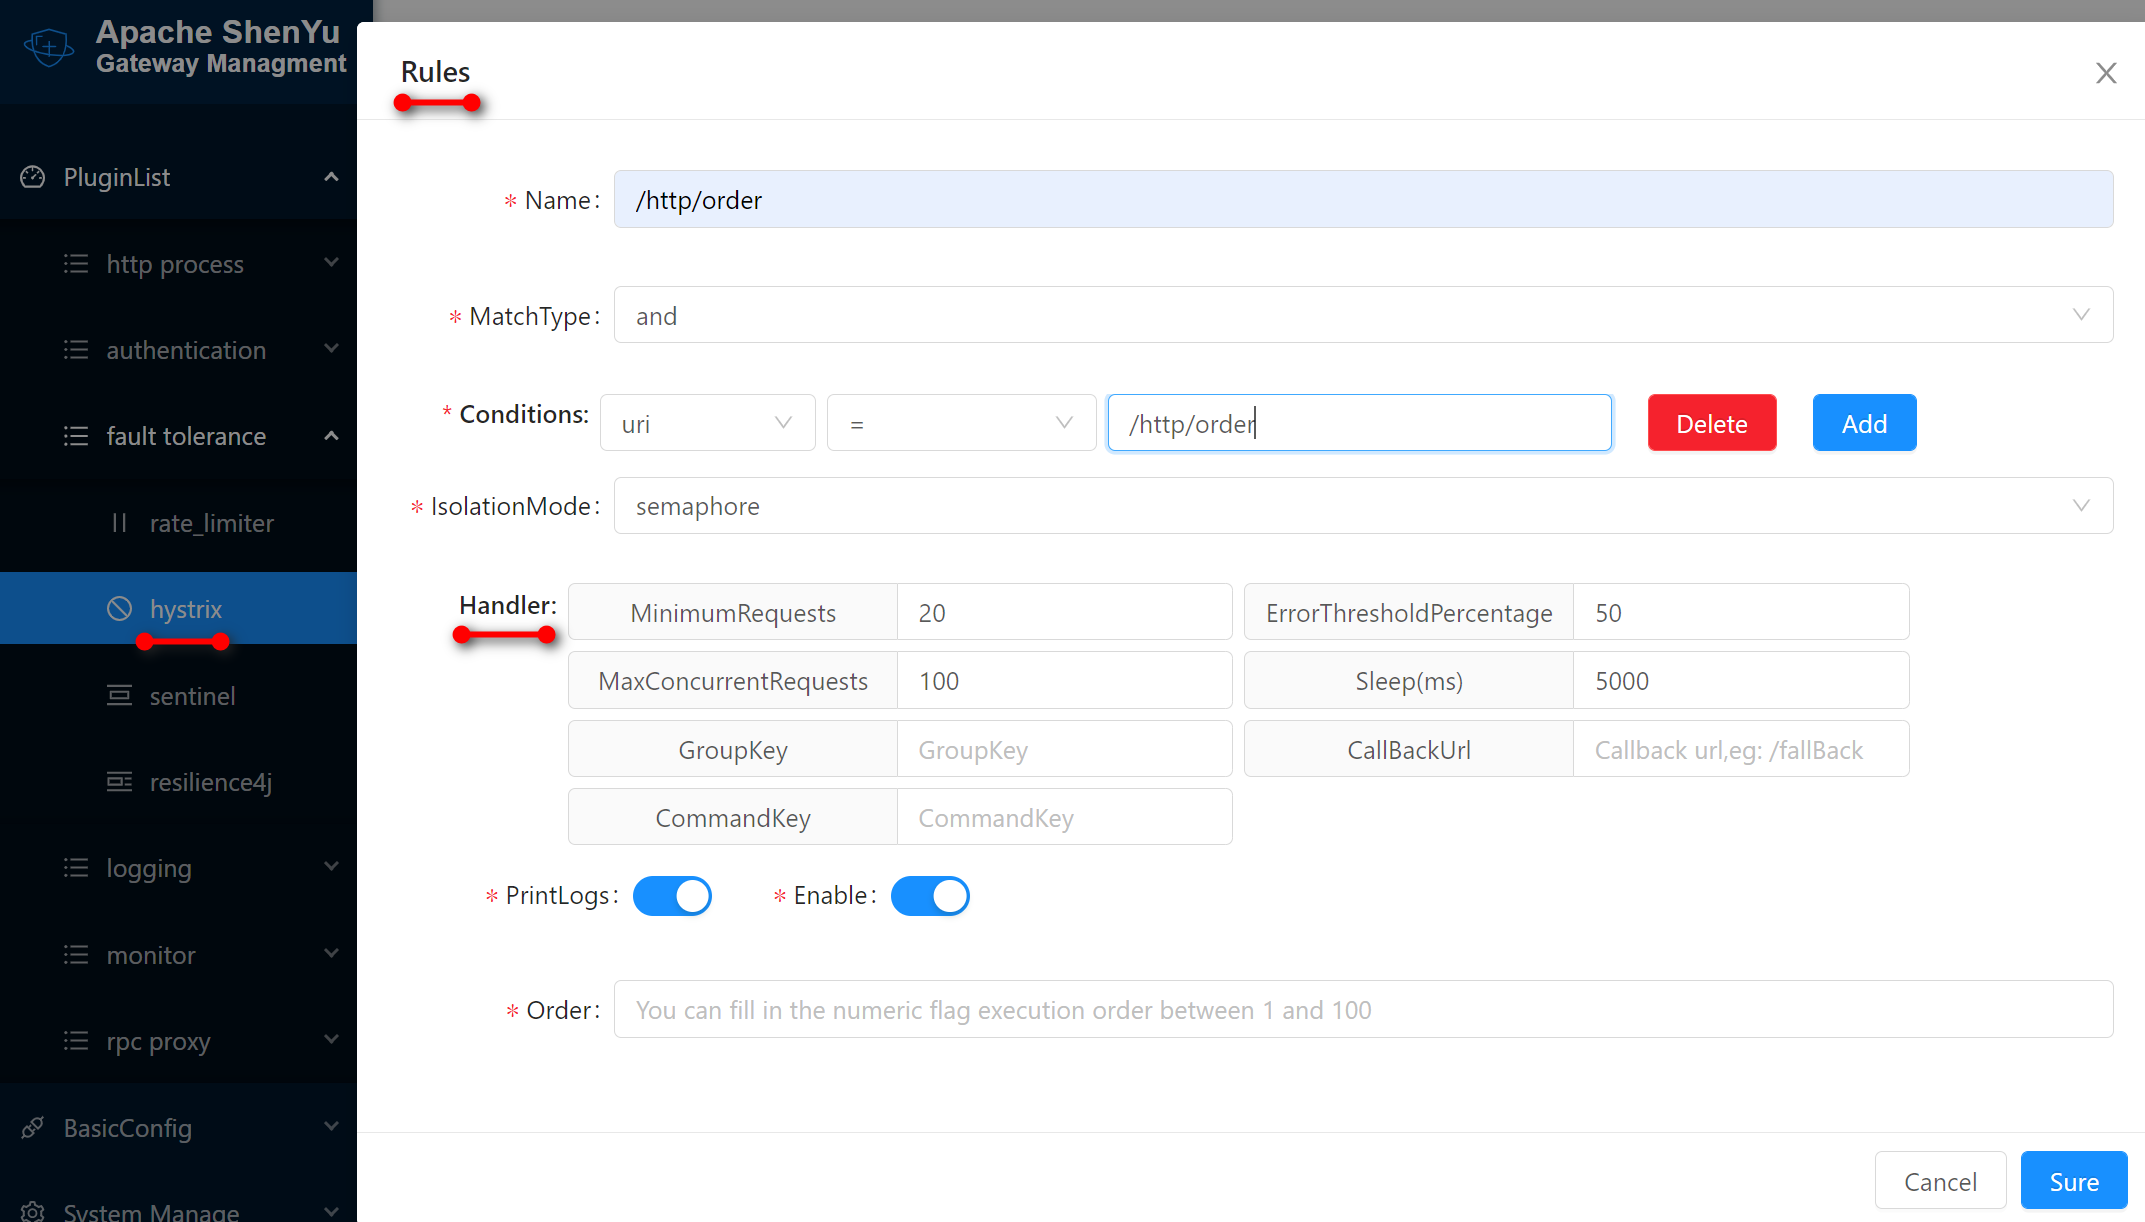 Apache ShenYu
Gateway Managment
PluginList
http process
authentication
fault tolerance
rate_limiter
hystrix
sentinel
resilience4j
logging
monitor
rpc proxy
BasicConfig
System Manage
Rules
* Name: /http/order
* MatchType: and
* Conditions: uri = /http/order Delete Add
* IsolationMode: semaphore
Handler: MinimumRequests 20 ErrorThresholdPercentage 50
MaxConcurrentRequests 100 Sleep(ms) 5000
GroupKey GroupKey CallBackUrl Callback url,eg: /fallBack
CommandKey CommandKey
* PrintLogs: * Enable:
* Order: You can fill in the numeric flag execution order between 1 and 100
Cancel Sure